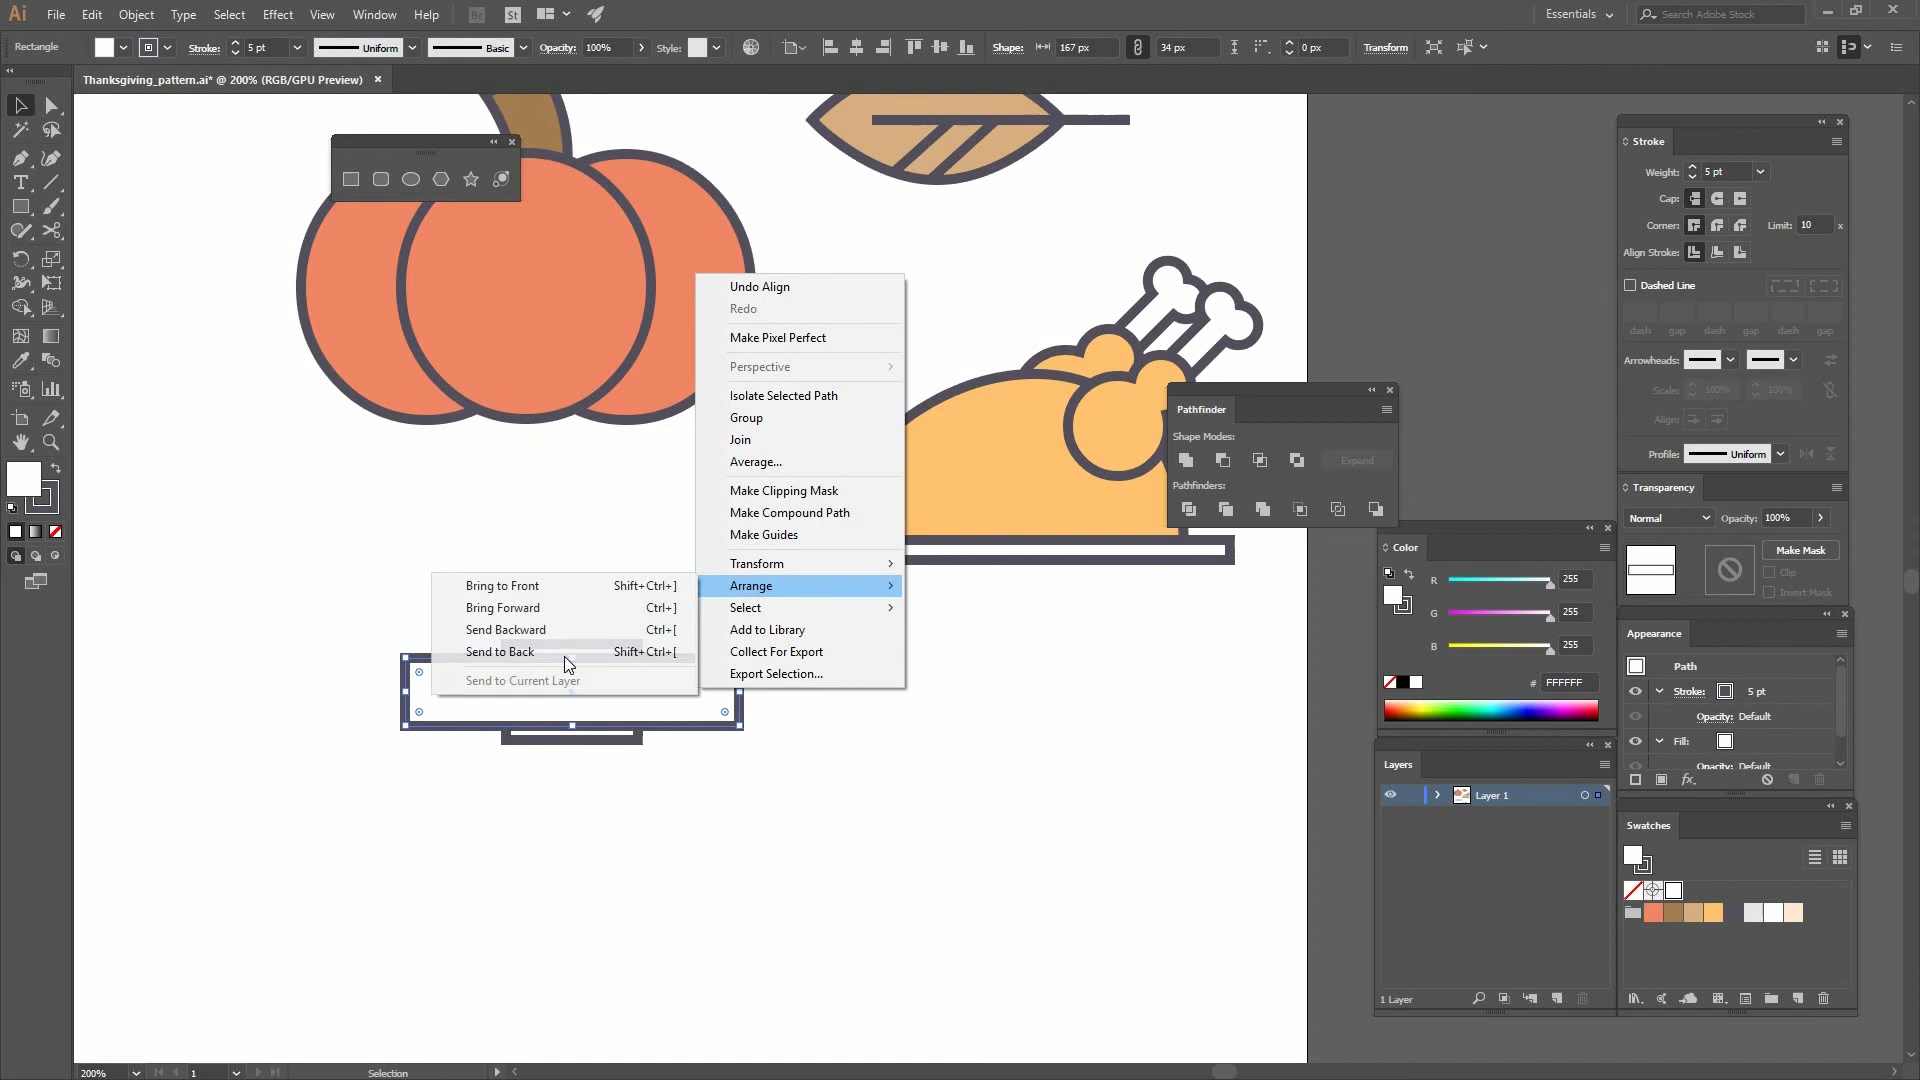 Ai File Edit Object Type Select Effect View Window Help Br St Essentials Search Adobe Stock
Rectangle Stroke: 5 pt Uniform Basic Opacity: 100% Style: Shape: 167 px 34 px 0 px Transform
Thanksgiving_pattern.ai* @ 200% (RGB/GPU Preview)
Undo Align
Redo
Make Pixel Perfect
Perspective
Isolate Selected Path
Group
Join
Average...
Make Clipping Mask
Make Compound Path
Make Guides
Transform
Arrange
Select
Add to Library
Collect For Export
Export Selection...
Bring to Front Shift+Ctrl+]
Bring Forward Ctrl+]
Send Backward Ctrl+[
Send to Back Shift+Ctrl+[
Send to Current Layer
Pathfinder
Shape Modes:
Expand
Pathfinders:
Stroke
Weight: 5 pt
Cap:
Corner: Limit: 10 x
Align Stroke:
Dashed Line
dash gap dash gap dash gap
Arrowheads:
Scale: 100% 100%
Align:
Profile: Uniform
Transparency
Normal Opacity: 100%
Make Mask
Clip
Invert Mask
Color
R 255
G 255
B 255
# FFFFFF
Appearance
Path
Stroke: 5 pt
Opacity: Default
Fill:
Opacity: Default
Layers
Layer 1
1 Layer
Swatches
200% 1 Selection